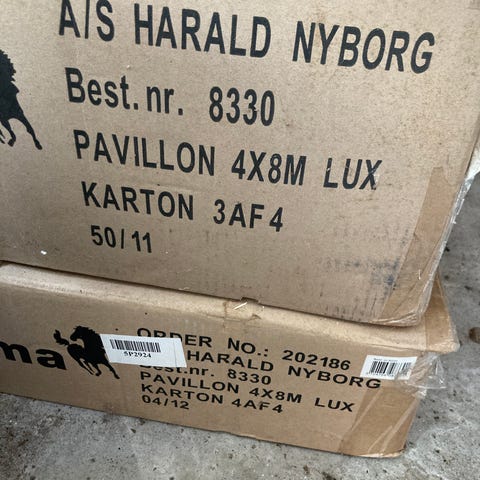 A/S HARALD NYBORG
Best.nr. 8330
PAVILLON 4X8M LUX
KARTON 3AF4
50/11
ma
5P2924
ORDER NO.: 202186
HARALD NYBORG
Best.nr. 8330
PAVILLON 4X8M LUX
KARTON 4AF4
04/12